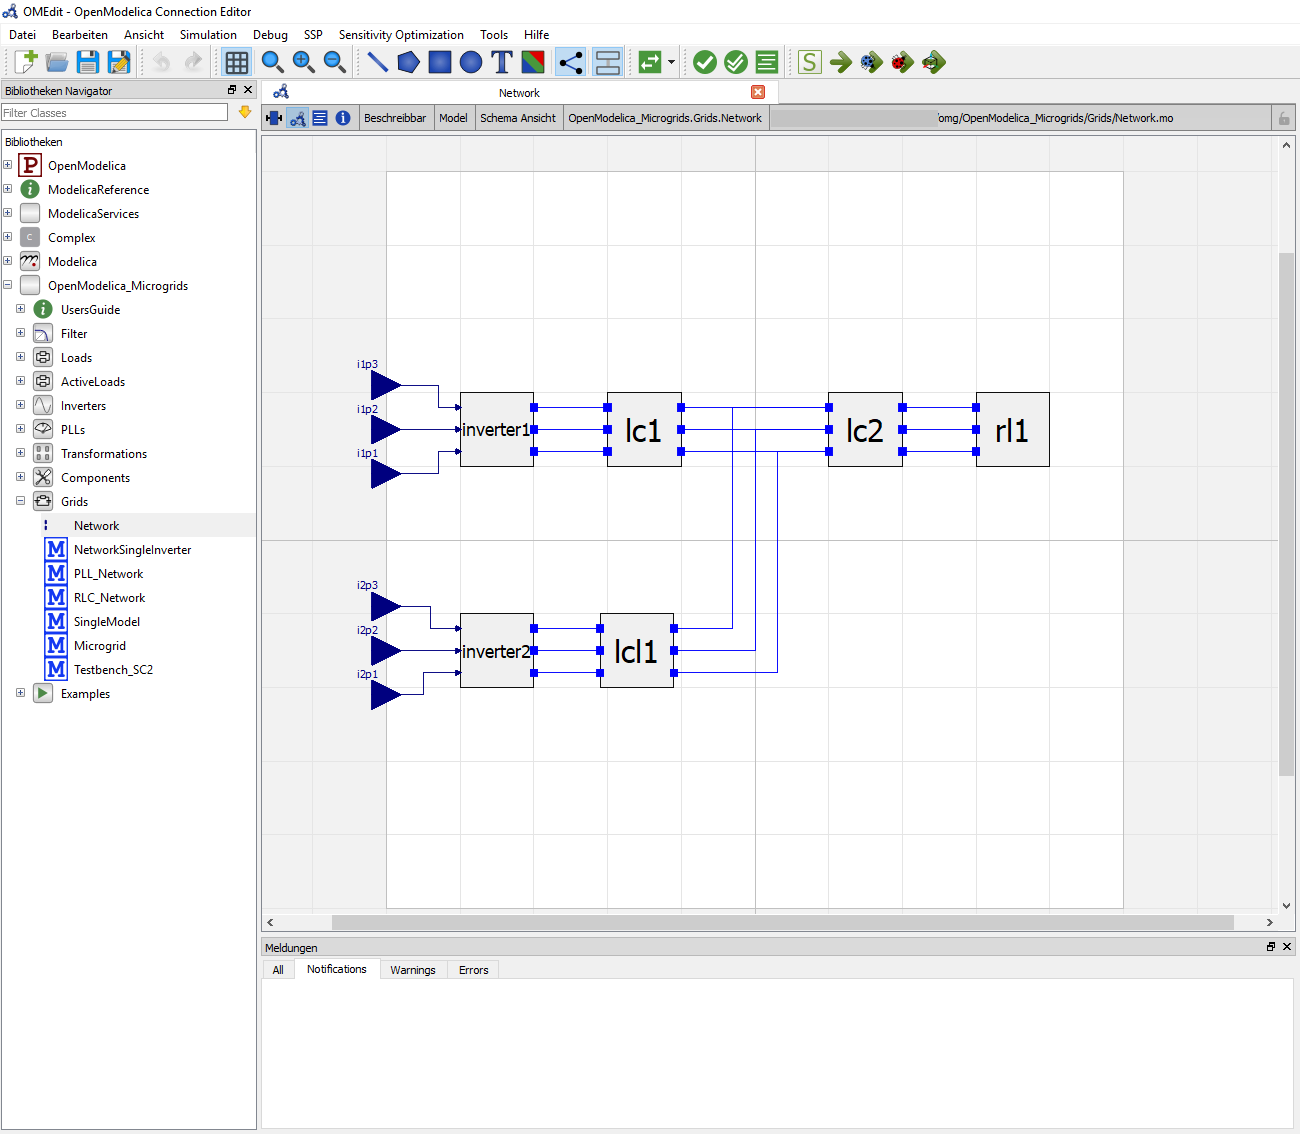 OMEdit - OpenModelica Connection Editor
Datei Bearbeiten Ansicht Simulation Debug SSP Sensitivity Optimization Tools Hilfe
T S
Bibliotheken Navigator
Filter Classes
Bibliotheken
P OpenModelica
i ModelicaReference
ModelicaServices
C Complex
Modelica
OpenModelica_Microgrids
i UsersGuide
Filter
Loads
ActiveLoads
Inverters
PLLs
Transformations
Components
Grids
Network
M NetworkSingleInverter
M PLL_Network
M RLC_Network
M SingleModel
M Microgrid
M Testbench_SC2
Examples
Network
i Beschreibbar Model Schema Ansicht OpenModelica_Microgrids.Grids.Network omg/OpenModelica_Microgrids/Grids/Network.mo
i1p3
i1p2
i1p1
inverter1 lc1 lc2 rl1
i2p3
i2p2
i2p1
inverter2 lcl1
Meldungen
All Notifications Warnings Errors